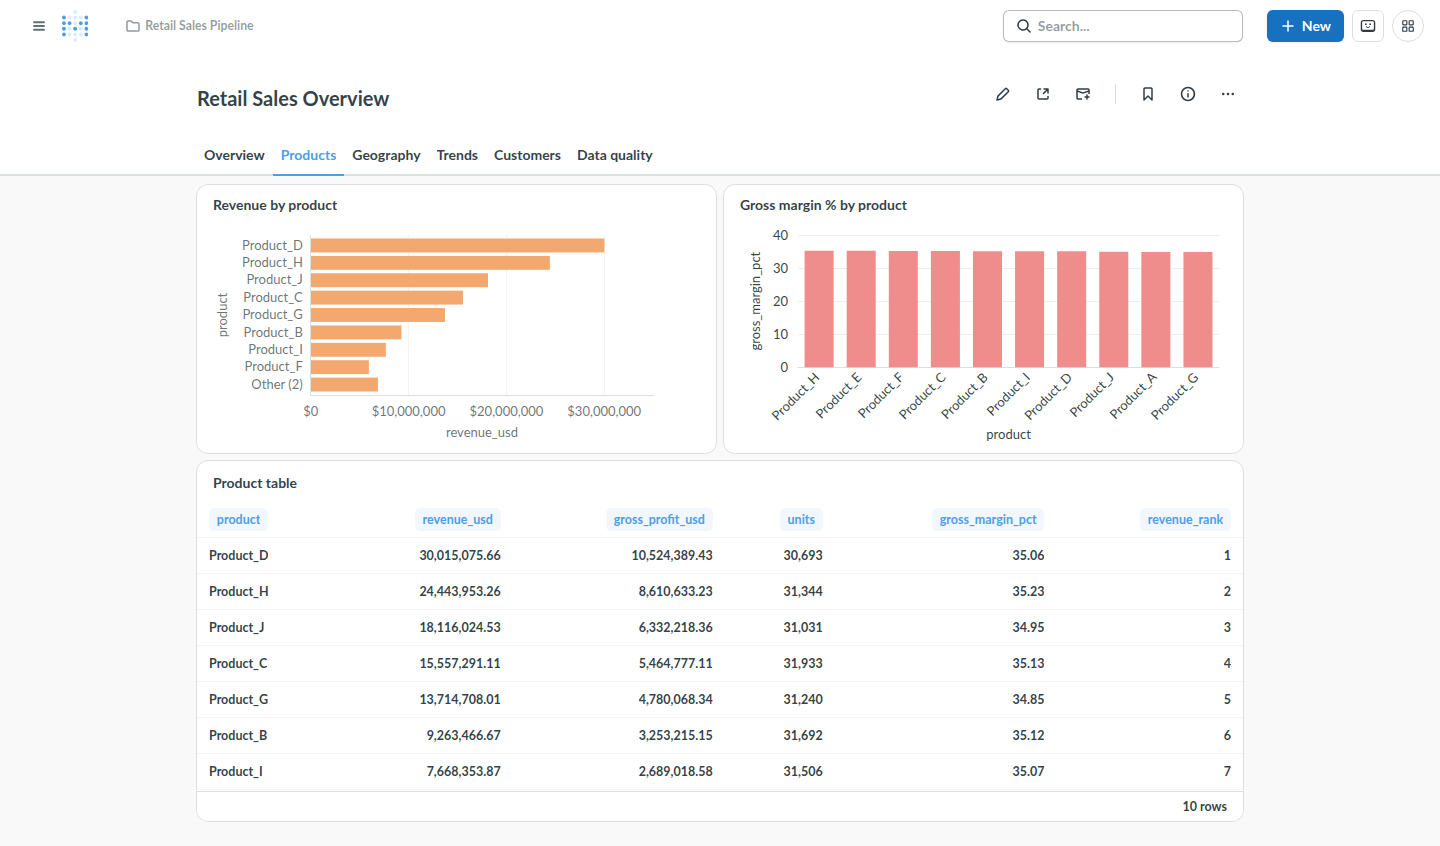 Retail Sales Pipeline
Search...
New
Retail Sales Overview
Overview Products Geography Trends Customers Data quality
Revenue by product
product
Product_D
Product_H
Product_J
Product_C
Product_G
Product_B
Product_I
Product_F
Other (2)
$0 $10,000,000 $20,000,000 $30,000,000
revenue_usd
Gross margin % by product
gross_margin_pct
40
30
20
10
0
Product_H Product_E Product_F Product_C Product_B Product_I Product_D Product_J Product_A Product_G
product
Product table
product revenue_usd gross_profit_usd units gross_margin_pct revenue_rank
Product_D 30,015,075.66 10,524,389.43 30,693 35.06 1
Product_H 24,443,953.26 8,610,633.23 31,344 35.23 2
Product_J 18,116,024.53 6,332,218.36 31,031 34.95 3
Product_C 15,557,291.11 5,464,777.11 31,933 35.13 4
Product_G 13,714,708.01 4,780,068.34 31,240 34.85 5
Product_B 9,263,466.67 3,253,215.15 31,692 35.12 6
Product_I 7,668,353.87 2,689,018.58 31,506 35.07 7
10 rows